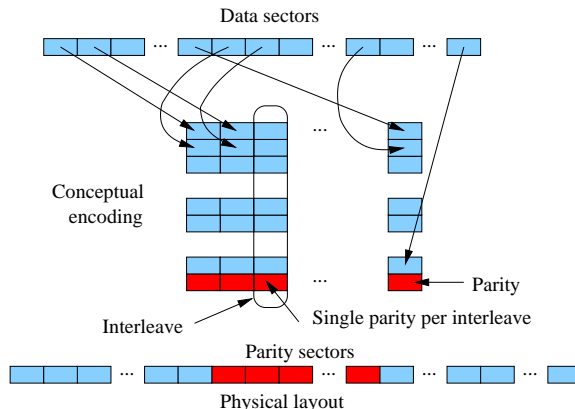 Data sectors
... ... ...
...
Conceptual
encoding
...
Parity
Interleave
Single parity per interleave
Parity sectors
... ... ... ...
Physical layout